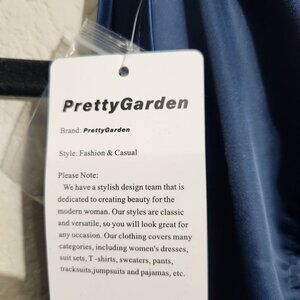 PrettyGarden
Brand: PrettyGarden
Style: Fashion & Casual
Please Note:
We have a stylish design team that is
dedicated to creating beauty for the
modern woman. Our styles are classic
and versatile, so you will look great for
any occasion. Our clothing covers many
categories, including women's dresses,
suit sets, T -shirts, sweaters, pants,
tracksuits,jumpsuits and pajamas, etc.